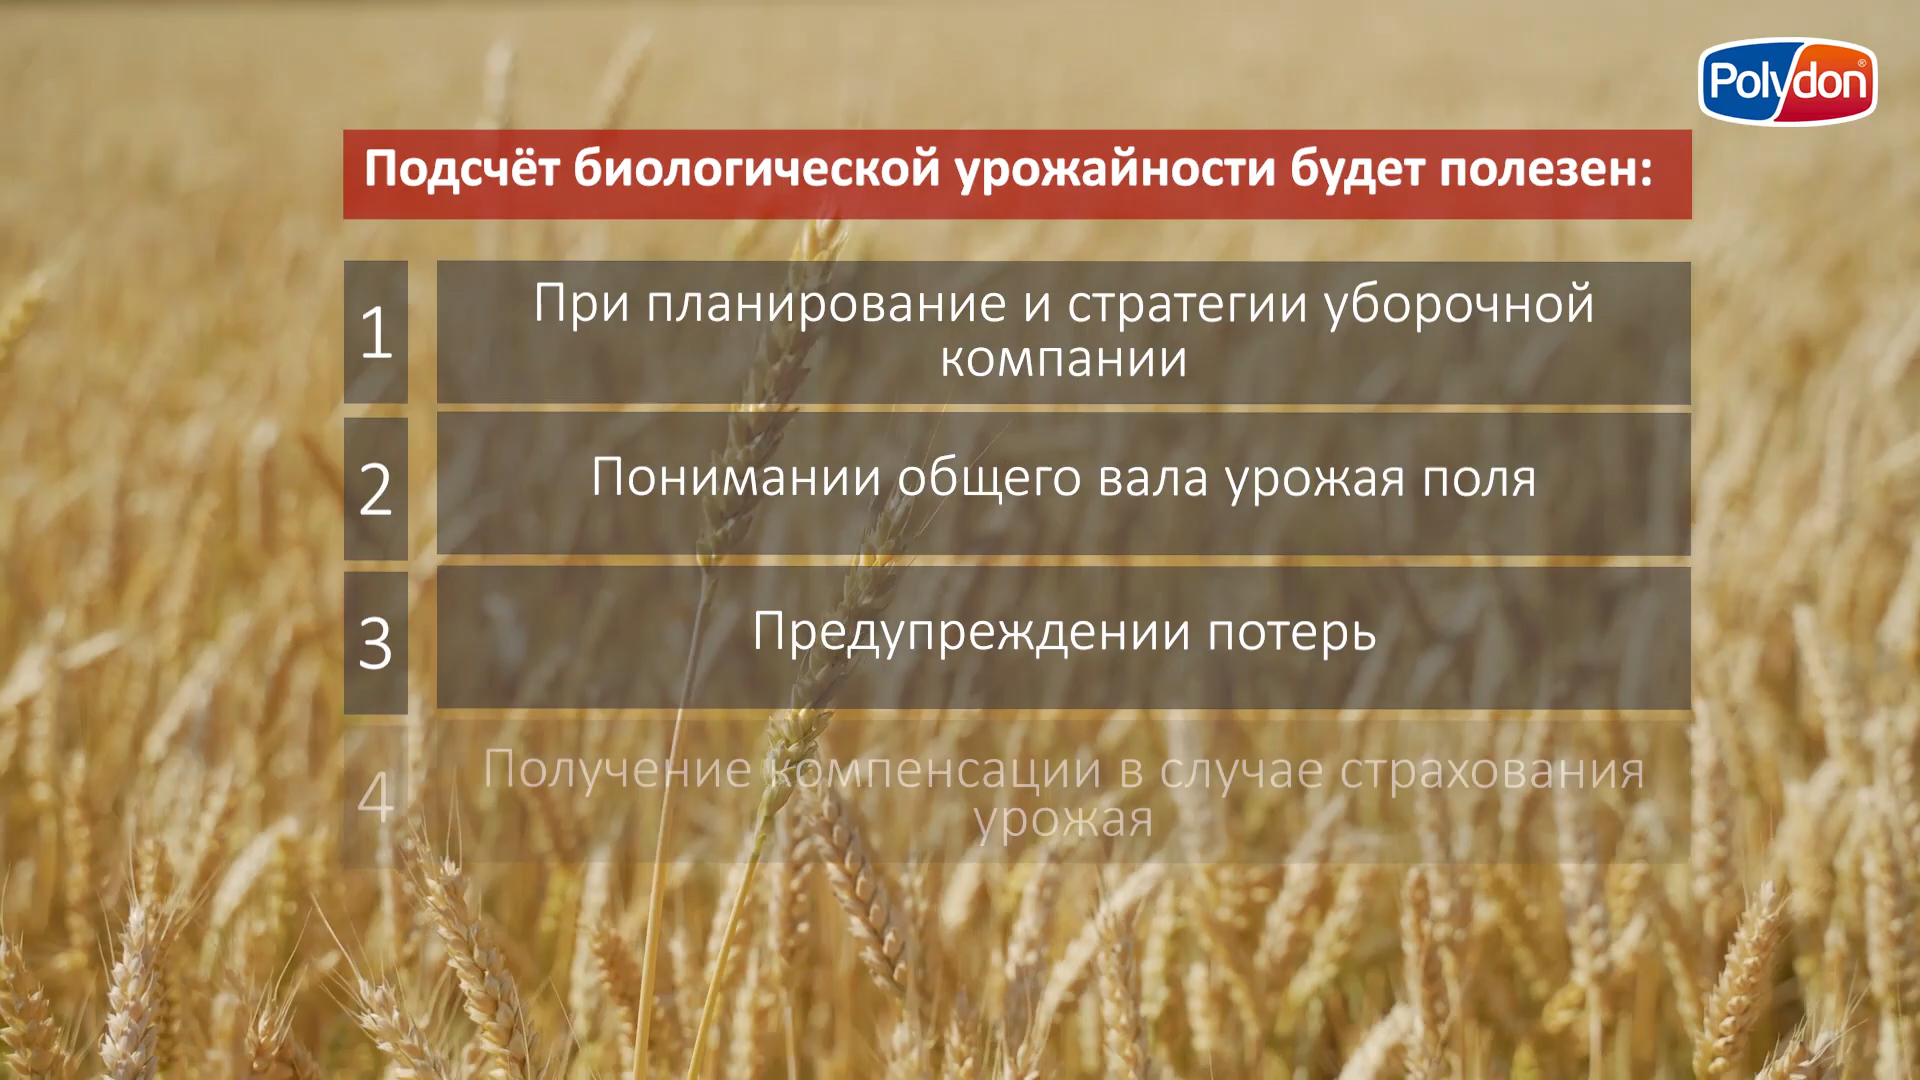 Polydon®
Подсчёт биологической урожайности будет полезен:
1
При планирование и стратегии уборочной
компании
2
Понимании общего вала урожая поля
3
Предупреждении потерь
4
Получение компенсации в случае страхования
урожая